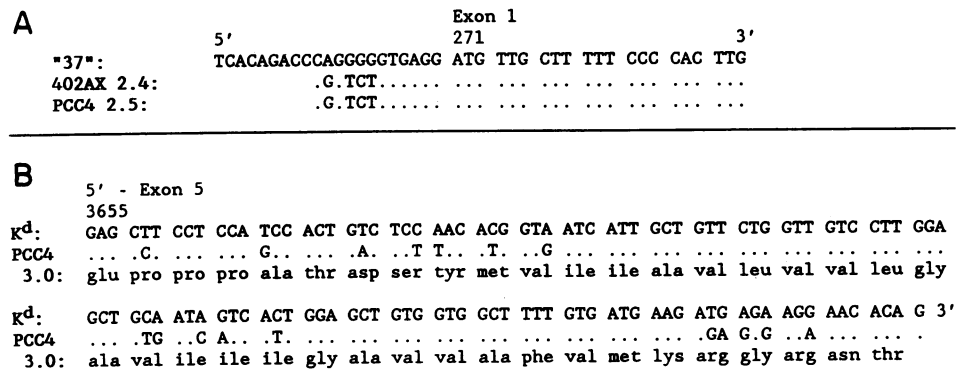 A
Exon 1
5' 271 3'
"37": TCACAGACCCAGGGGGTGAGG ATG TTG CTT TTT CCC CAC TTG
402AX 2.4: .G.TCT...... ... ... ... ... ... ... ...
PCC4 2.5: .G.TCT...... ... ... ... ... ... ... ...
B
5' - Exon 5
3655
Kd: GAG CTT CCT CCA TCC ACT GTC TCC AAC ACG GTA ATC ATT GCT GTT CTG GTT GTC CTT GGA
PCC4 ... .C. ... ... G.. ... .A. ..T T.. .T. ..G ... ... ... ... ... ... ... ... ...
3.0: glu pro pro pro ala thr asp ser tyr met val ile ile ala val leu val val leu gly
Kd: GCT GCA ATA GTC ACT GGA GCT GTG GTG GCT TTT GTG ATG AAG ATG AGA AGG AAC ACA G 3'
PCC4 ... .TG ..C A.. .T. ... ... ... ... ... ... ... ... ... .GA G.G ..A ... ... .
3.0: ala val ile ile ile gly ala val val ala phe val met lys arg gly arg asn thr